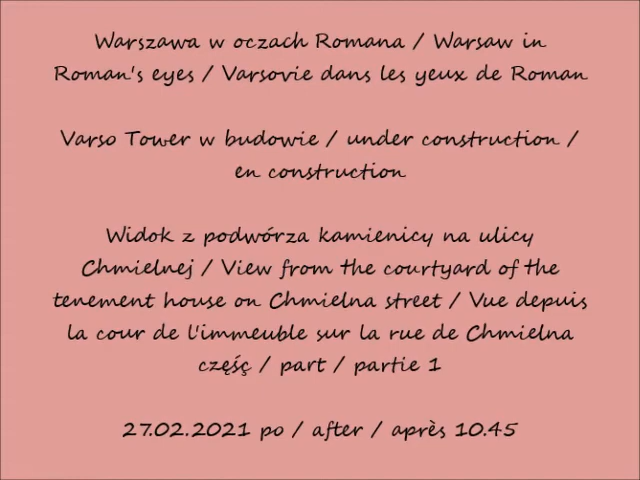 Warszawa w oczach Romana / Warsaw in
Roman's eyes / Varsovie dans les yeux de Roman
Varso Tower w budowie / under construction /
en construction
Widok z podwórza kamienicy na ulicy
Chmielnej / View from the courtyard of the
tenement house on Chmielna street / Vue depuis
la cour de l'immeuble sur la rue de Chmielna
częśç / part / partie 1
27.02.2021 po / after / après 10.45